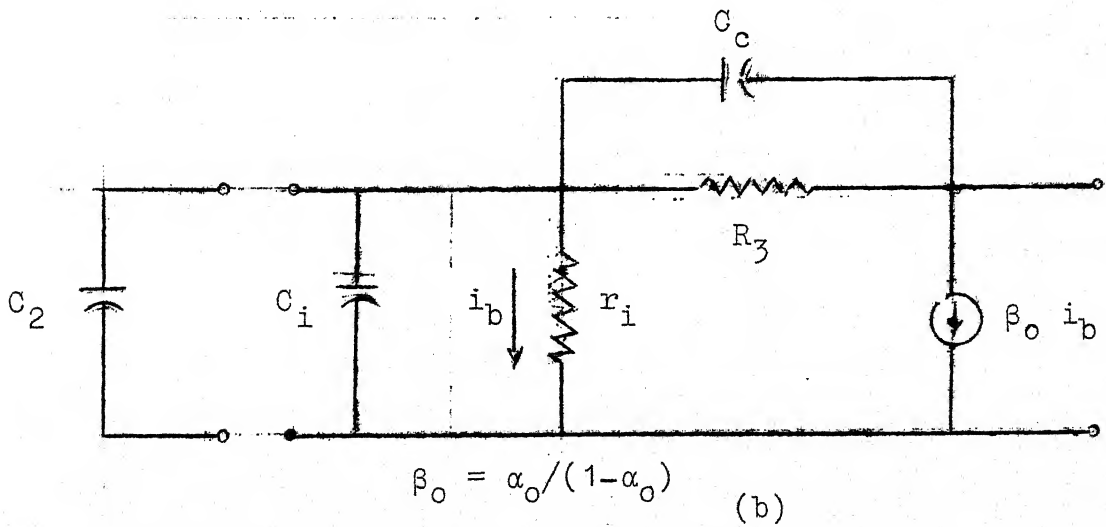 C_c
R_3
C_2
C_i
i_b
r_i
β_o i_b
β_o = α_o/(1-α_o)
(b)